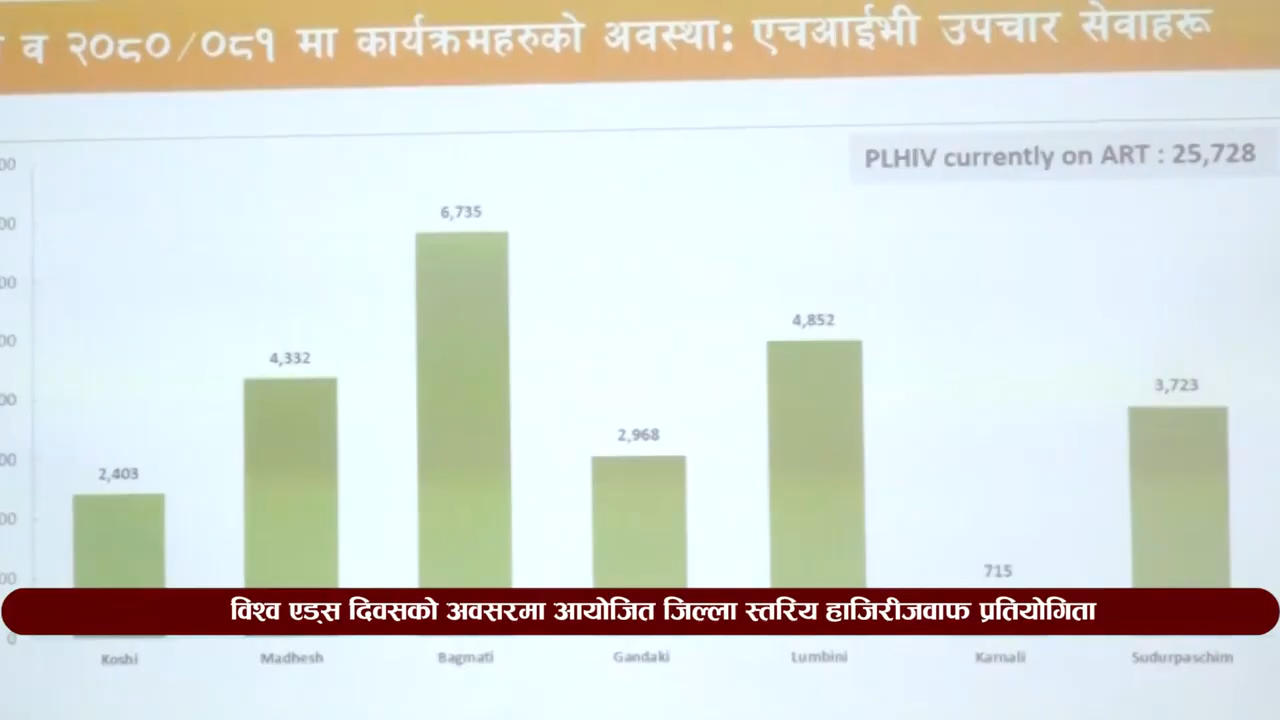 व २०८०/०८१ मा कार्यक्रमहरुको अवस्था: एचआईभी उपचार सेवाहरू
PLHIV currently on ART : 25,728
6,735
4,852
4,332
3,723
2,968
2,403
715
विश्व एड्स दिवसको अवसरमा आयोजित जिल्ला स्तरिय हाजिरीजवाफ प्रतियोगिता
0
Koshi Madhesh Bagmati Gandaki Lumbini Karnali Sudurpaschim